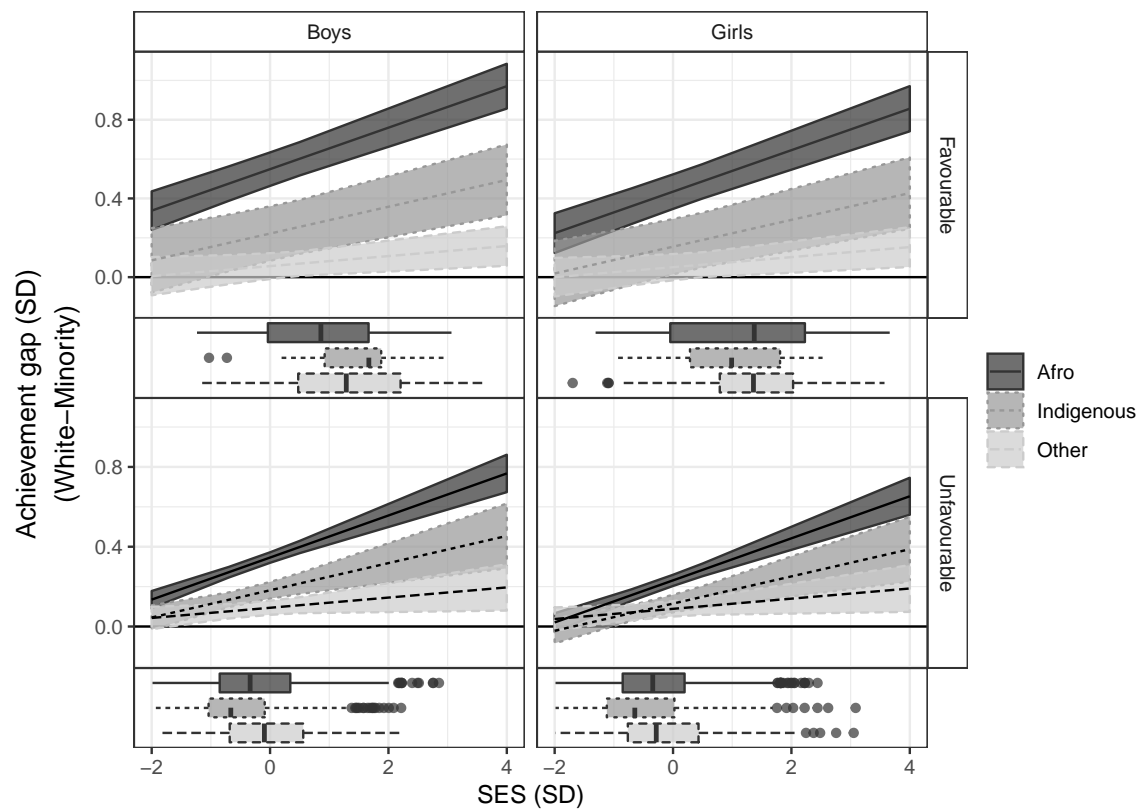 Boys
Girls
Achievement gap (SD)
(White−Minority)
0.8
0.4
0.0
Favourable
0.8
0.4
0.0
Unfavourable
Afro
Indigenous
Other
−2
0
2
4
−2
0
2
4
SES (SD)